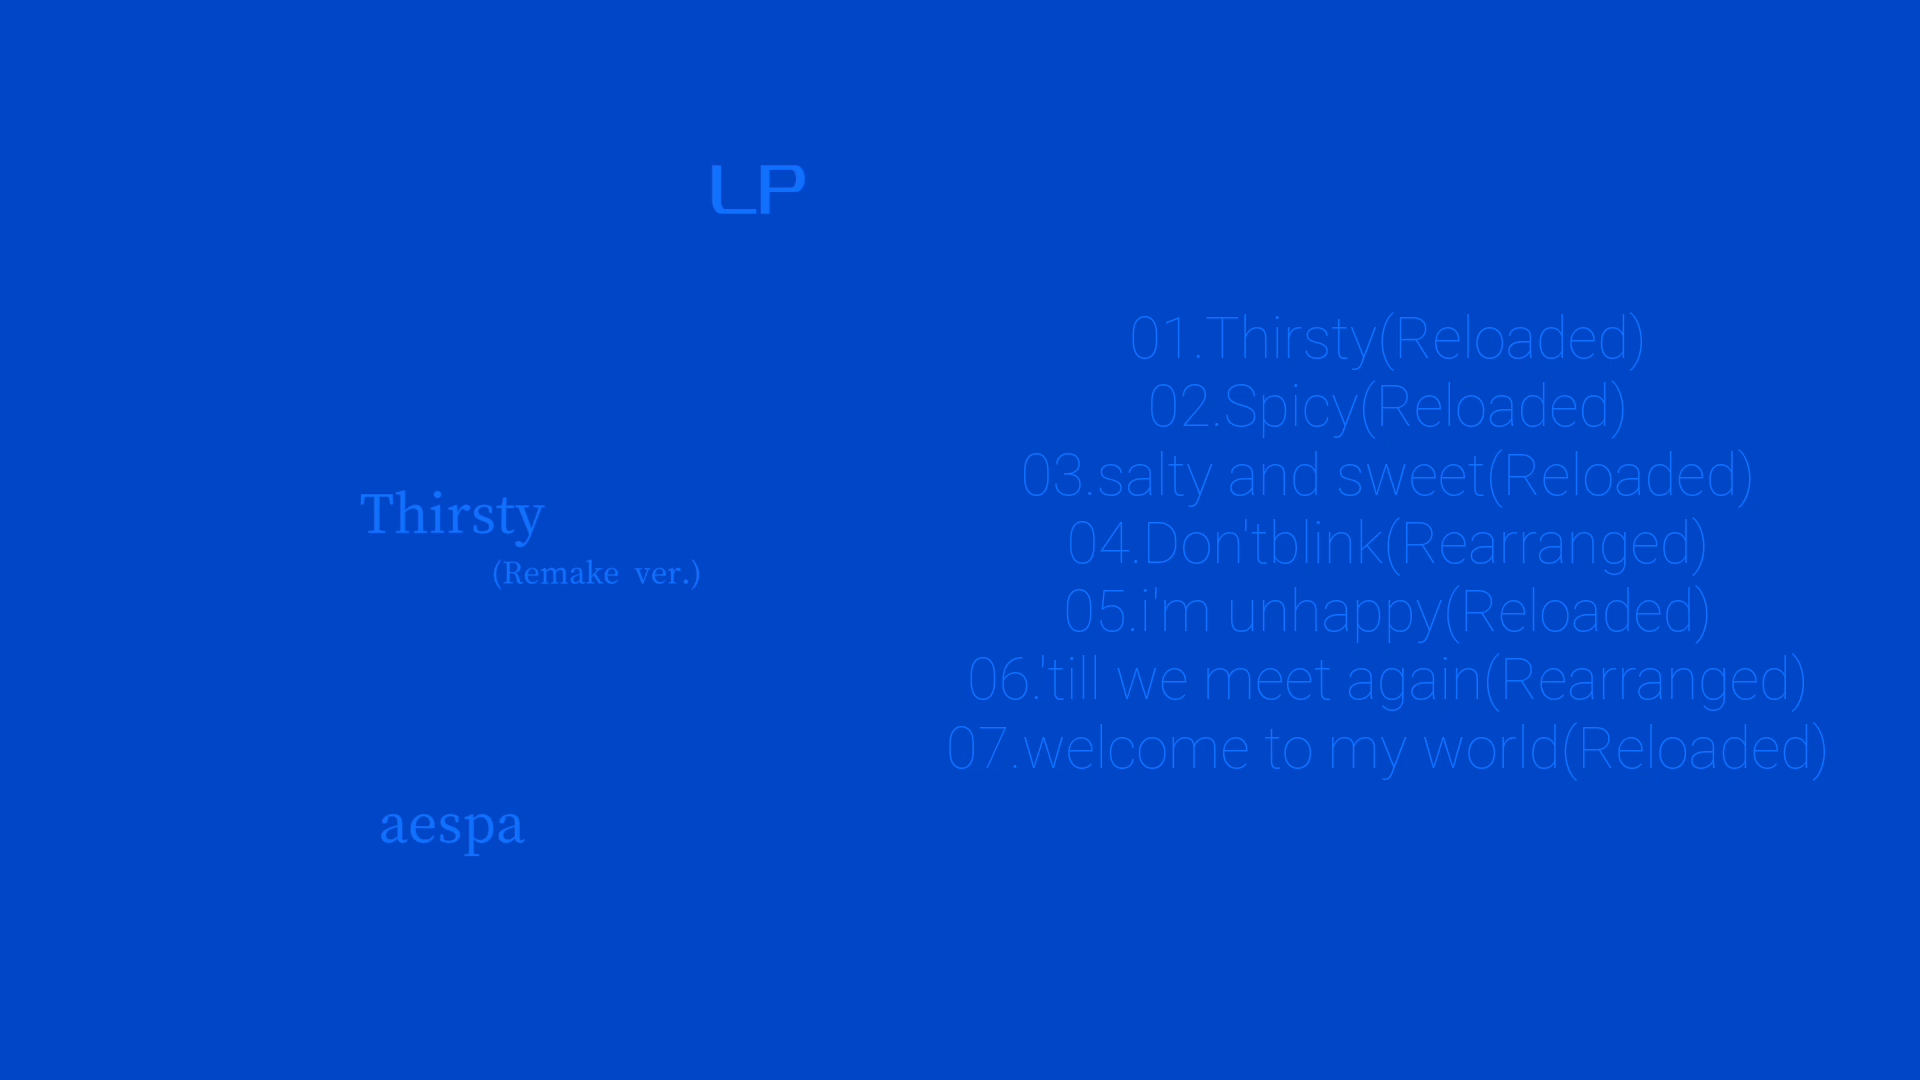 LP
Thirsty
(Remake ver.)
aespa
01.Thirsty(Reloaded)
02.Spicy(Reloaded)
03.salty and sweet(Reloaded)
04.Don'tblink(Rearranged)
05.i'm unhappy(Reloaded)
06.'till we meet again(Rearranged)
07.welcome to my world(Reloaded)